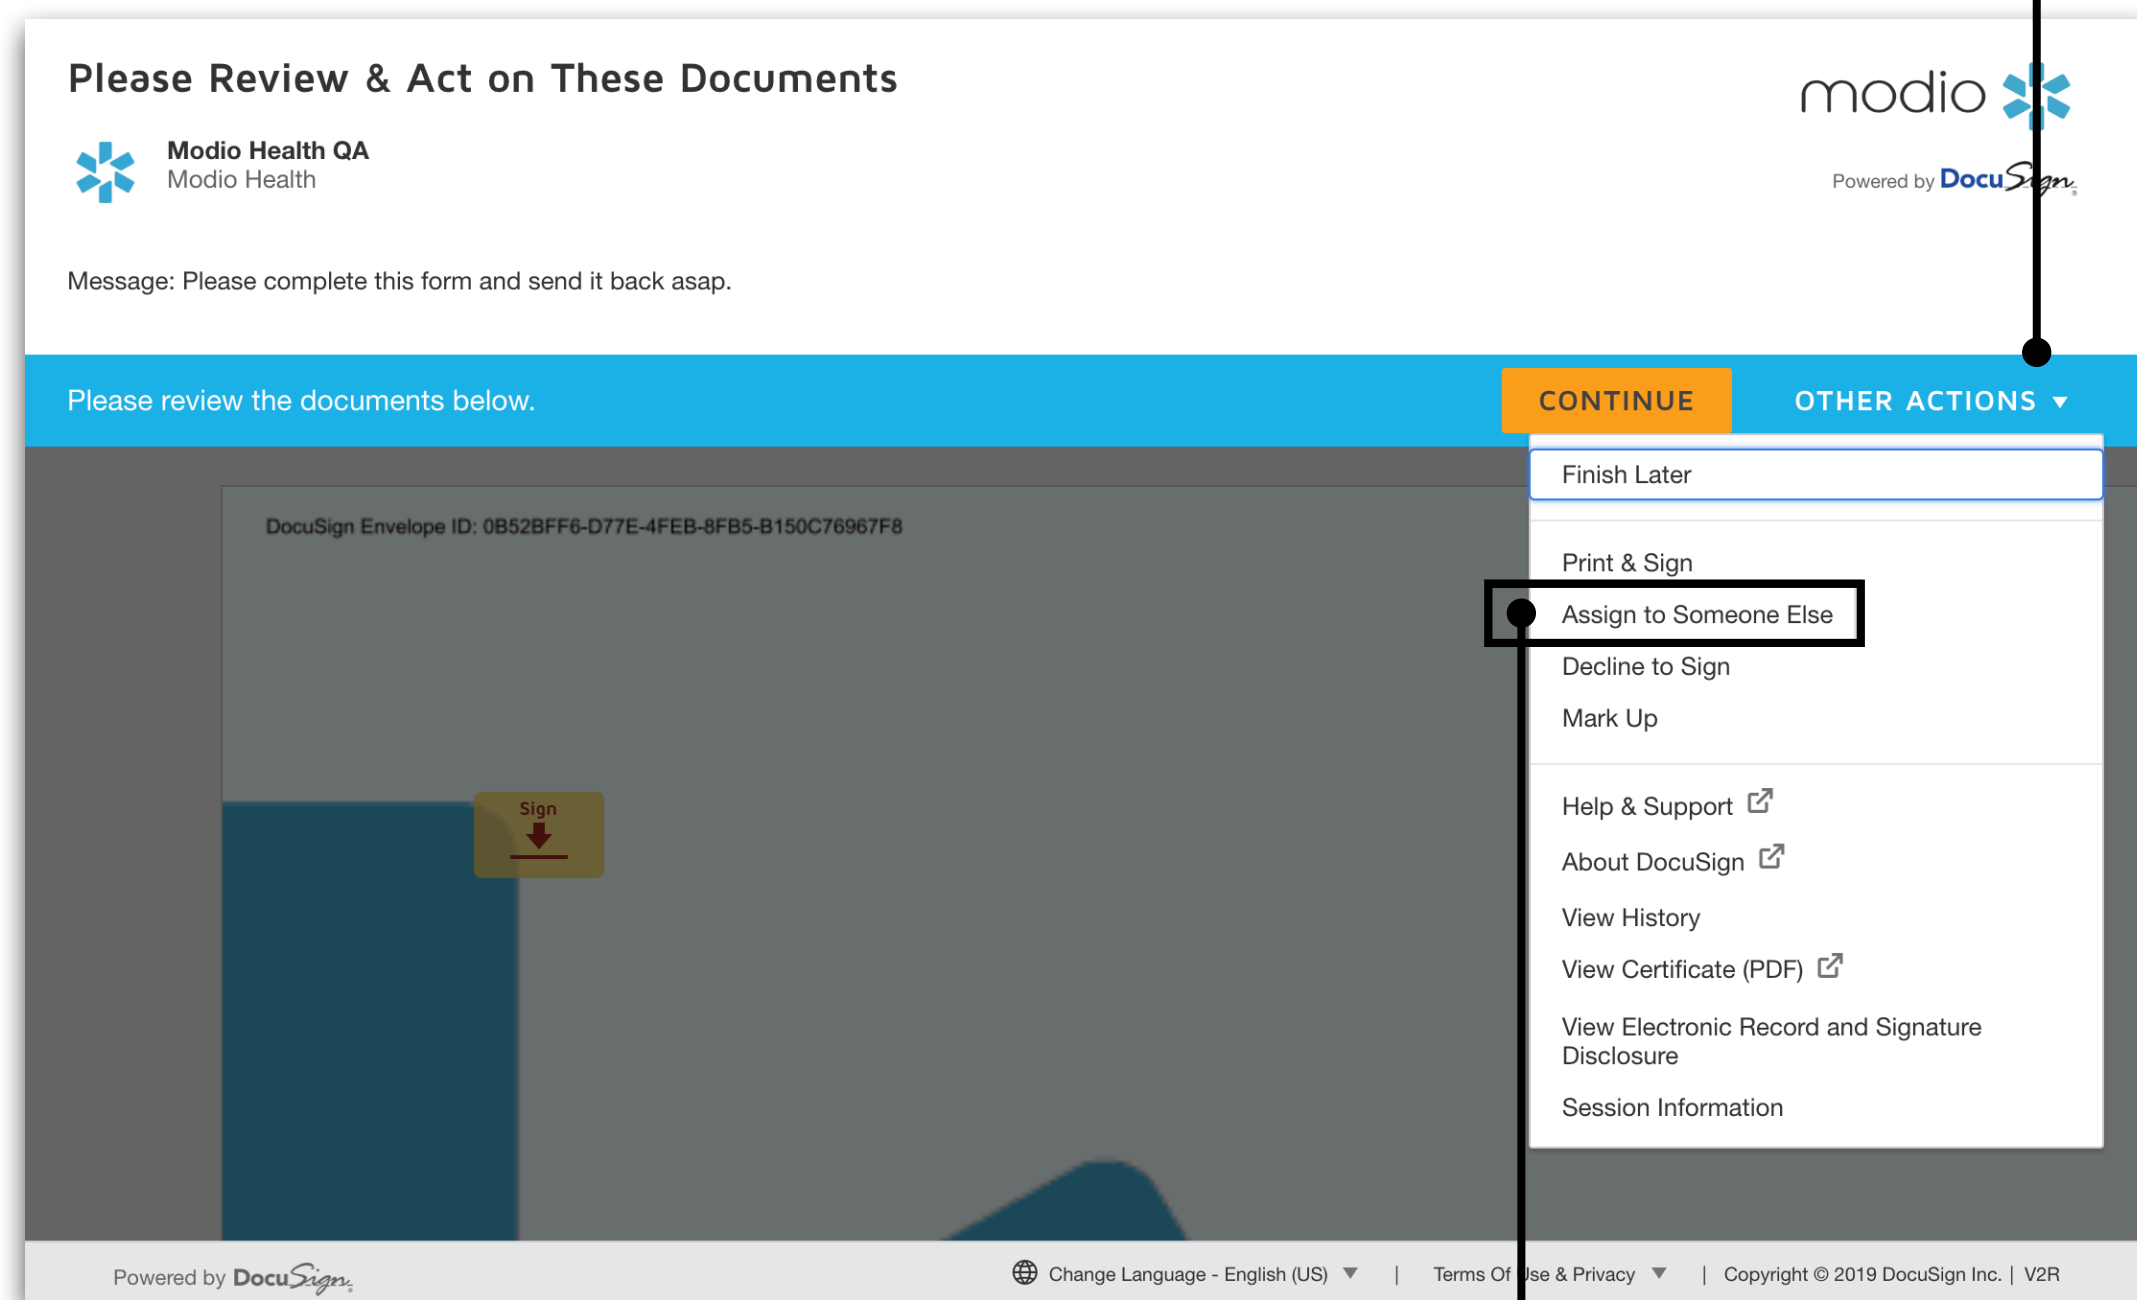 Please Review & Act on These Documents
modio
Modio Health QA
Modio Health
Powered by DocuSign
Message: Please complete this form and send it back asap.
Please review the documents below.
CONTINUE
OTHER ACTIONS
Finish Later
DocuSign Envelope ID: 0B52BFF6-D77E-4FEB-8FB5-B150C76967F8
Print & Sign
Assign to Someone Else
Decline to Sign
Mark Up
Sign
Help & Support
About DocuSign
View History
View Certificate (PDF)
View Electronic Record and Signature
Disclosure
Session Information
Powered by DocuSign
Change Language - English (US) | Terms Of Use & Privacy | Copyright © 2019 DocuSign Inc. | V2R